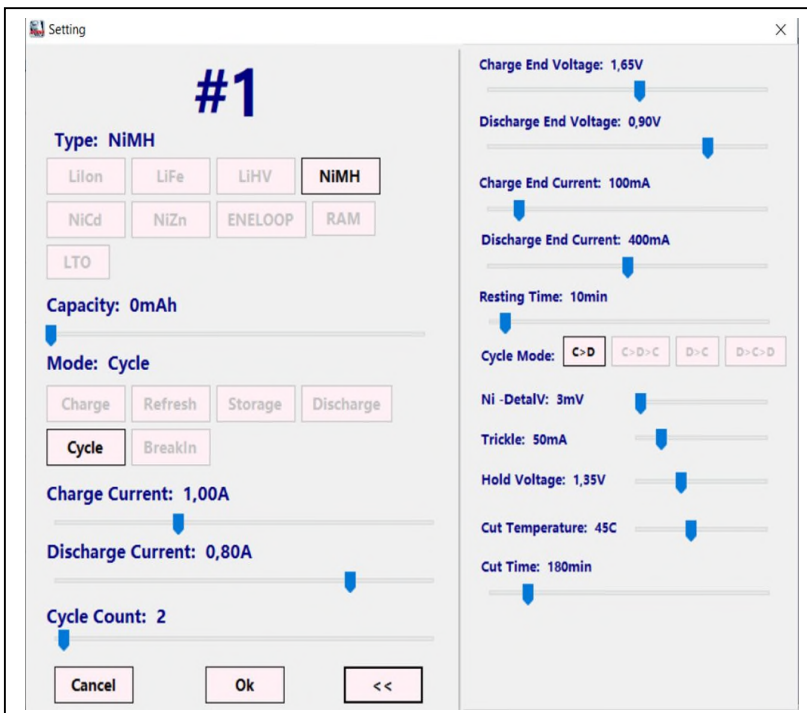 Setting
#1
Type: NiMH
LiIon LiFe LiHV NiMH
NiCd NiZn ENELOOP RAM
LTO
Capacity: 0mAh
Mode: Cycle
Charge Refresh Storage Discharge
Cycle BreakIn
Charge Current: 1,00A
Discharge Current: 0,80A
Cycle Count: 2
Cancel Ok <<
Charge End Voltage: 1,65V
Discharge End Voltage: 0,90V
Charge End Current: 100mA
Discharge End Current: 400mA
Resting Time: 10min
Cycle Mode: C>D C>D>C D>C D>C>D
Ni -DetalV: 3mV
Trickle: 50mA
Hold Voltage: 1,35V
Cut Temperature: 45C
Cut Time: 180min